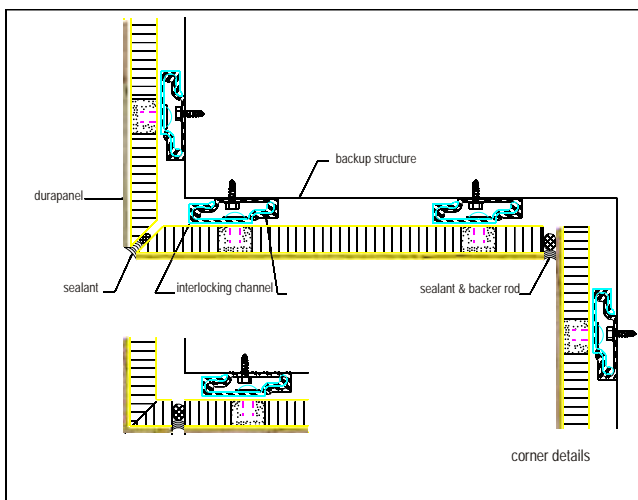 backup structure
durapanel
sealant
interlocking channel
sealant & backer rod
corner details